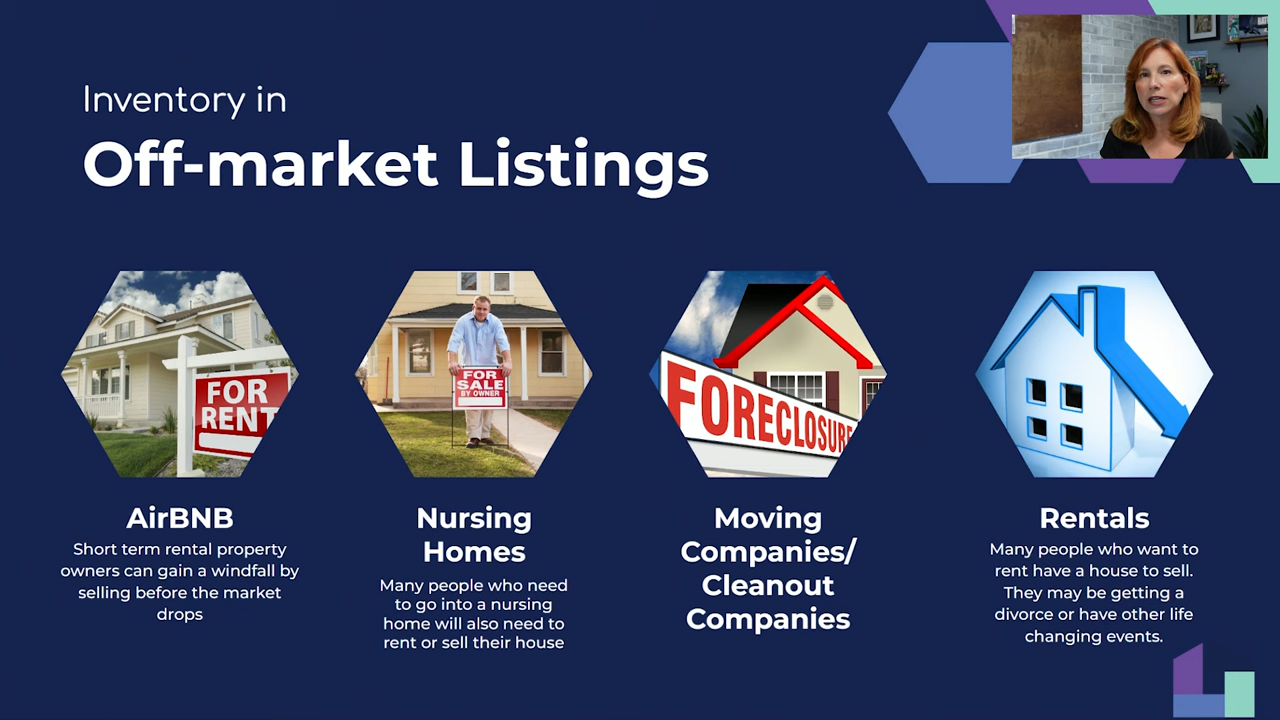 Inventory in
Off-market Listings
FOR
RENT
FOR
SALE
BY OWNER
FORECLOSURE
AirBNB
Short term rental property
owners can gain a windfall by
selling before the market
drops
Nursing
Homes
Many people who need
to go into a nursing
home will also need to
rent or sell their house
Moving
Companies/
Cleanout
Companies
Rentals
Many people who want to
rent have a house to sell.
They may be getting a
divorce or have other life
changing events.